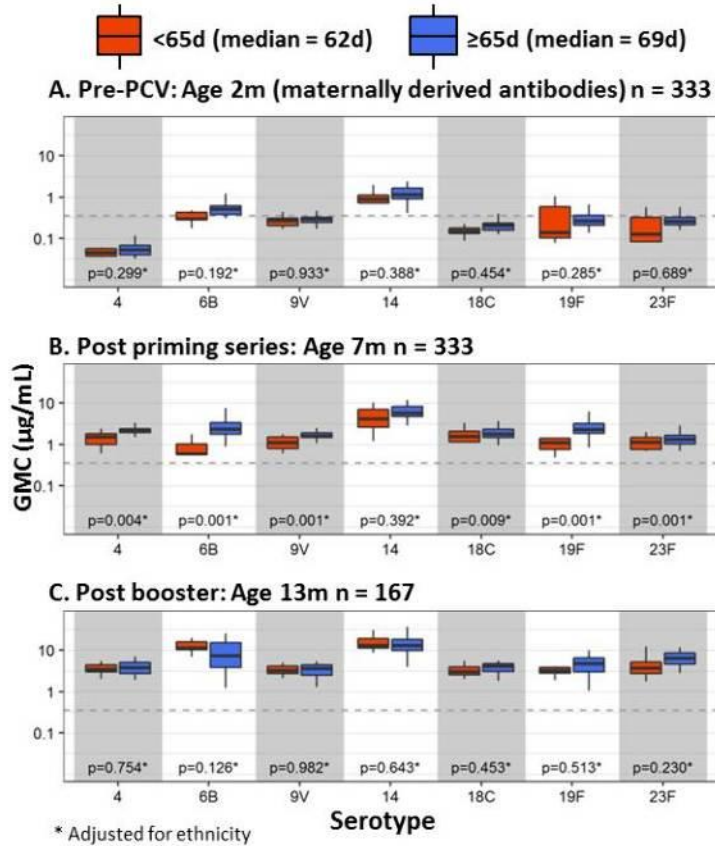 <65d (median = 62d) ≥65d (median = 69d)
A. Pre-PCV: Age 2m (maternally derived antibodies) n = 333
10
1
0.1
p=0.299* p=0.192* p=0.933* p=0.388* p=0.454* p=0.285* p=0.689*
4 6B 9V 14 18C 19F 23F
B. Post priming series: Age 7m n = 333
10
1
0.1
p=0.004* p=0.001* p=0.001* p=0.392* p=0.009* p=0.001* p=0.001*
4 6B 9V 14 18C 19F 23F
GMC (µg/mL)
C. Post booster: Age 13m n = 167
10
1
0.1
p=0.754* p=0.126* p=0.982* p=0.643* p=0.453* p=0.513* p=0.230*
4 6B 9V 14 18C 19F 23F
Serotype
* Adjusted for ethnicity